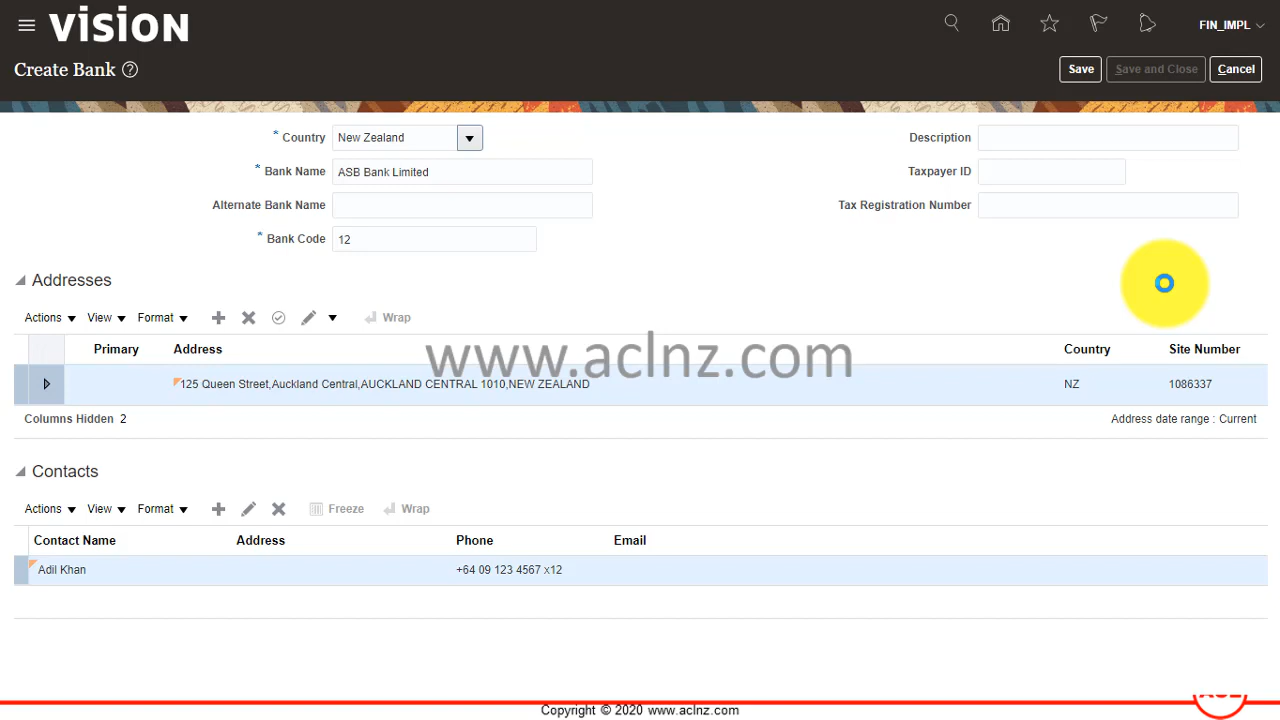 vision
FIN_IMPL
Create Bank ?
Save
Save and Close
Cancel
* Country New Zealand
Description
* Bank Name ASB Bank Limited
Taxpayer ID
Alternate Bank Name
Tax Registration Number
* Bank Code 12
Addresses
Actions View Format Wrap
Primary Address Country Site Number
125 Queen Street,Auckland Central,AUCKLAND CENTRAL 1010,NEW ZEALAND NZ 1086337
www.aclnz.com
Columns Hidden 2 Address date range : Current
Contacts
Actions View Format Freeze Wrap
Contact Name Address Phone Email
Adil Khan +64 09 123 4567 x12
ACL
Copyright © 2020 www.aclnz.com